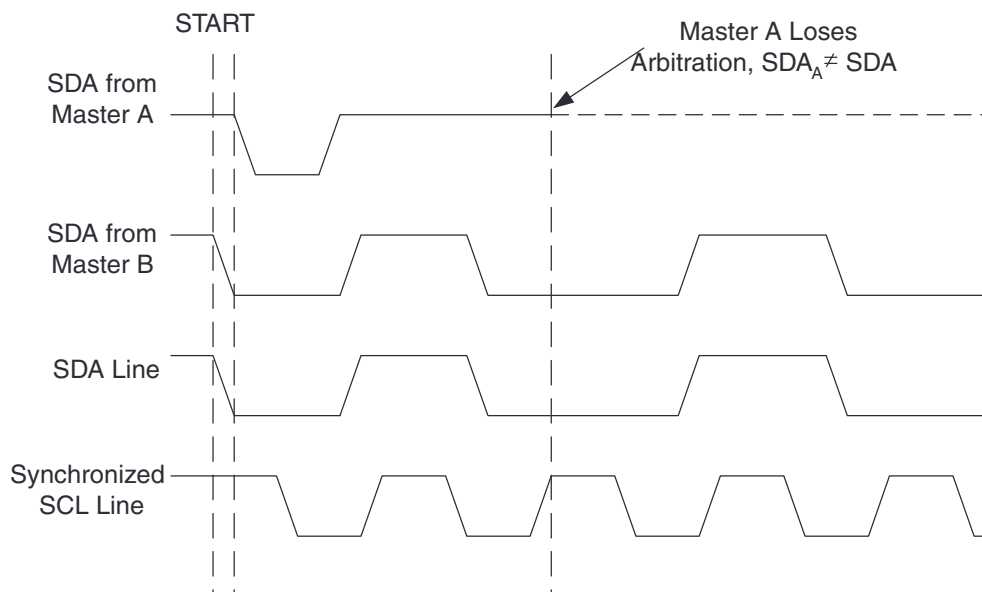 START
Master A Loses
Arbitration, SDA_A ≠ SDA
SDA from
Master A
SDA from
Master B
SDA Line
Synchronized
SCL Line